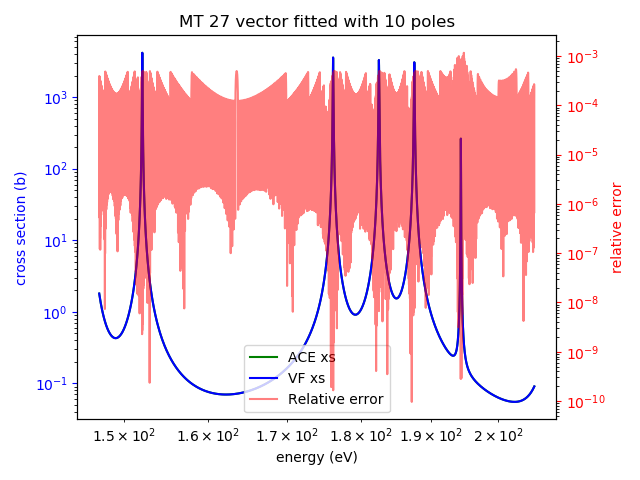 MT 27 vector fitted with 10 poles
cross section (b)
10³
10²
10¹
10⁰
10⁻¹
10⁻³
10⁻⁴
10⁻⁵
10⁻⁶
10⁻⁷
10⁻⁸
10⁻⁹
10⁻¹⁰
relative error
ACE xs
VF xs
Relative error
1.5 × 10² 1.6 × 10² 1.7 × 10² 1.8 × 10² 1.9 × 10² 2 × 10²
energy (eV)